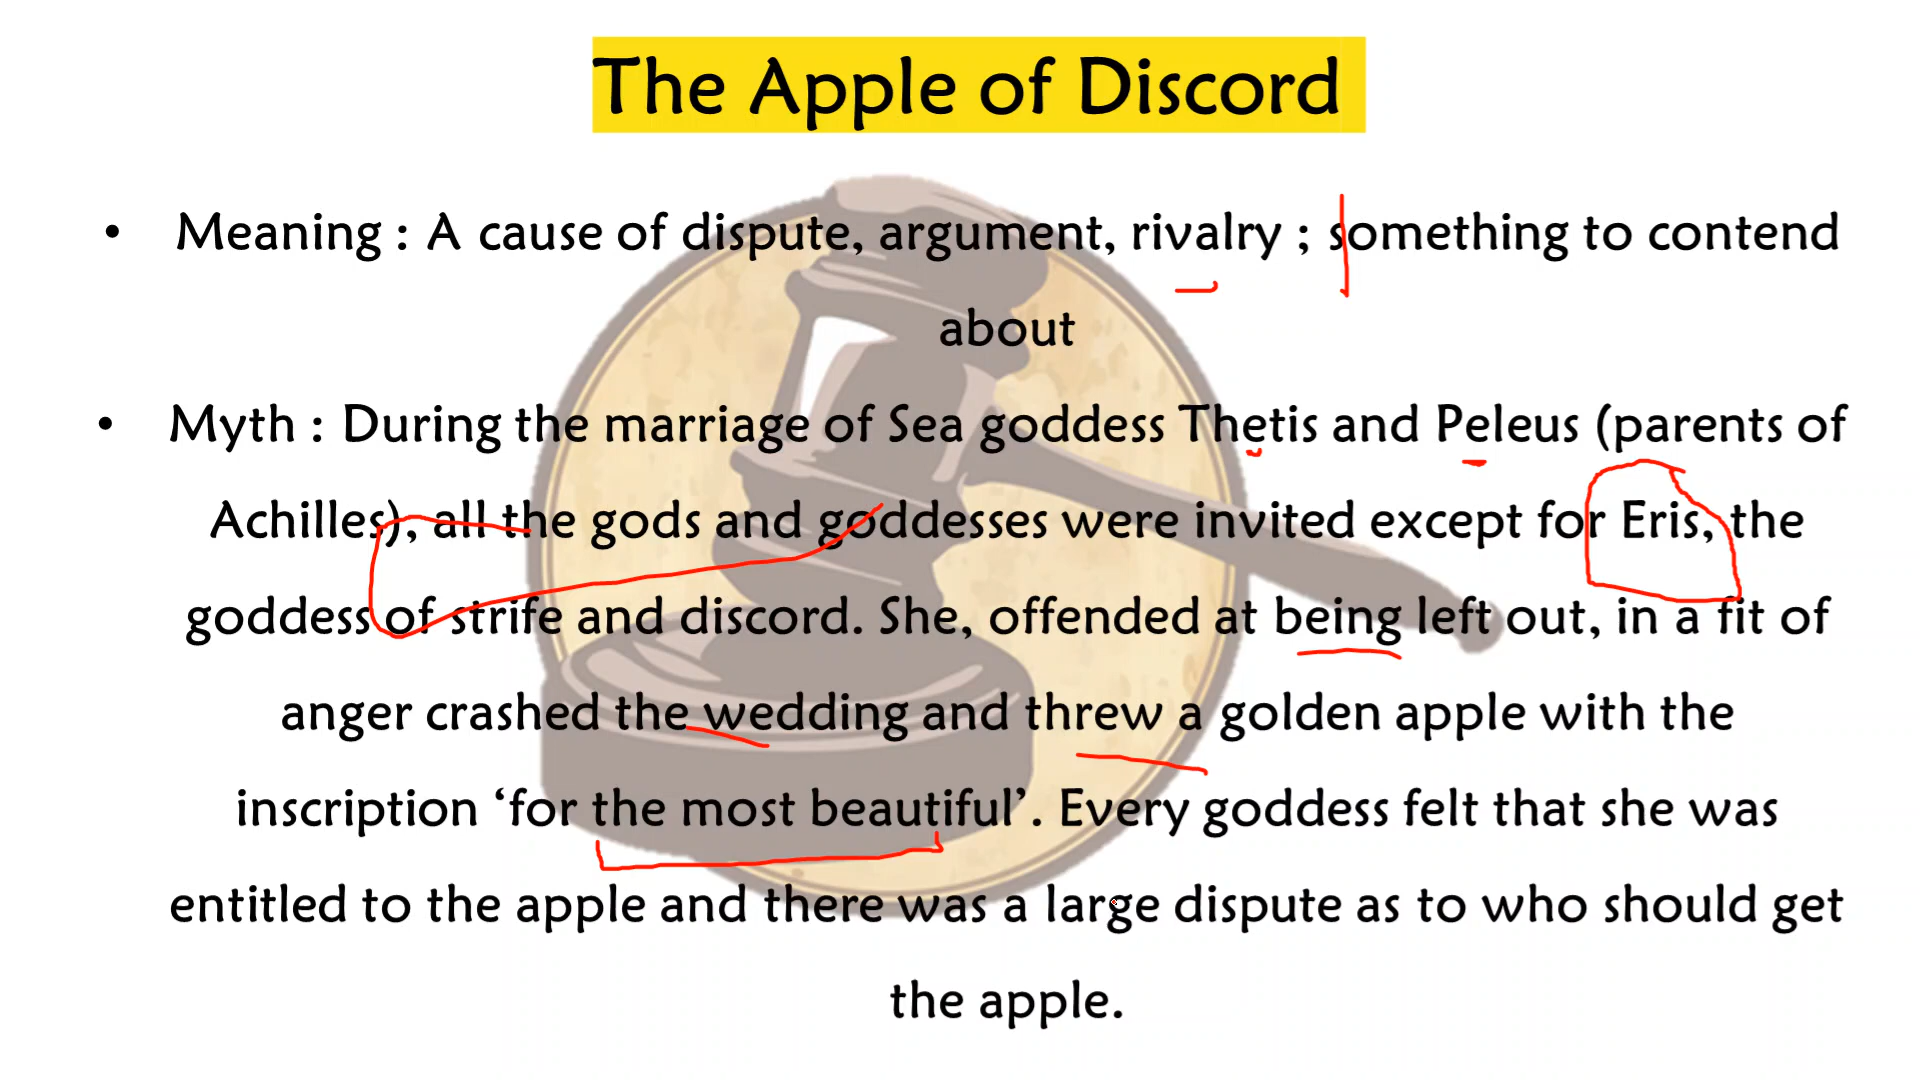 The Apple of Discord
• Meaning : A cause of dispute, argument, rivalry ; something to contend
about
• Myth : During the marriage of Sea goddess Thetis and Peleus (parents of
Achilles), all the gods and goddesses were invited except for Eris, the
goddess of strife and discord. She, offended at being left out, in a fit of
anger crashed the wedding and threw a golden apple with the
inscription ‘for the most beautiful’. Every goddess felt that she was
entitled to the apple and there was a large dispute as to who should get
the apple.